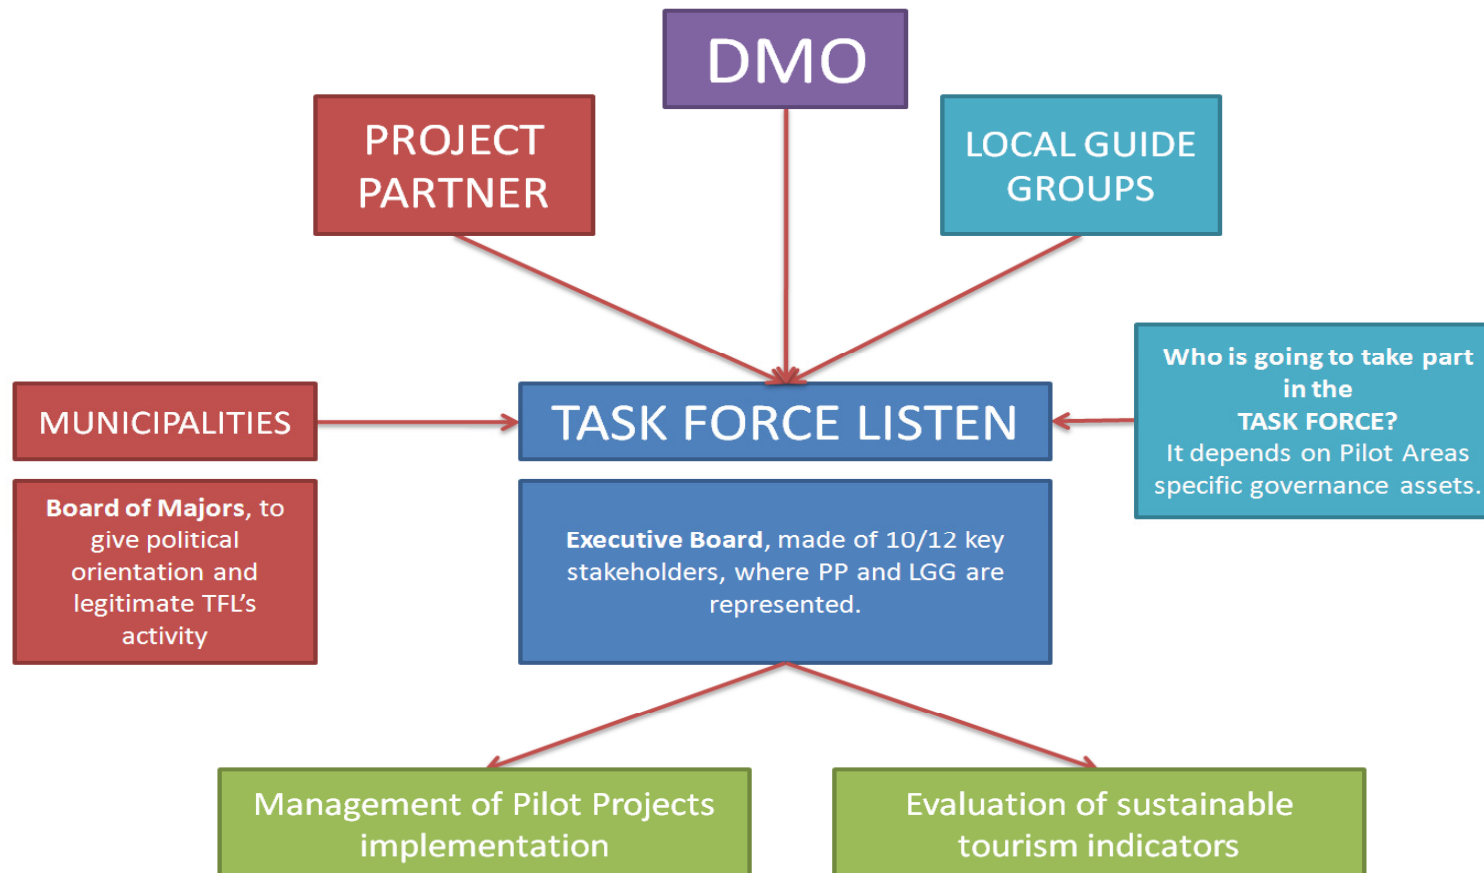 DMO
PROJECT
PARTNER
LOCAL GUIDE
GROUPS
MUNICIPALITIES
TASK FORCE LISTEN
Who is going to take part
in the
TASK FORCE?
It depends on Pilot Areas
specific governance assets.
Board of Majors, to
give political
orientation and
legitimate TFL's
activity
Executive Board, made of 10/12 key
stakeholders, where PP and LGG are
represented.
Management of Pilot Projects
implementation
Evaluation of sustainable
tourism indicators